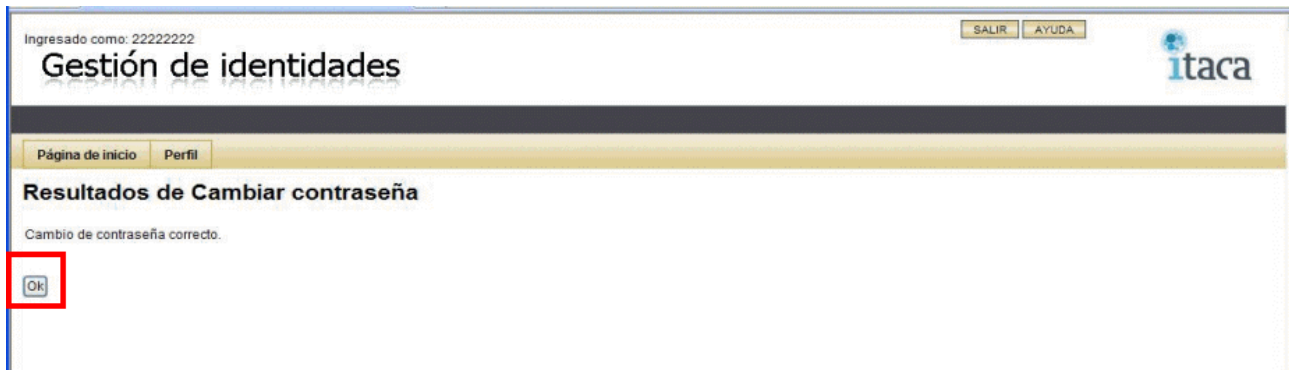 Ingresado como: 22222222
SALIR AYUDA
Gestión de identidades
itaca
Página de inicio Perfil
Resultados de Cambiar contraseña
Cambio de contraseña correcto.
Ok